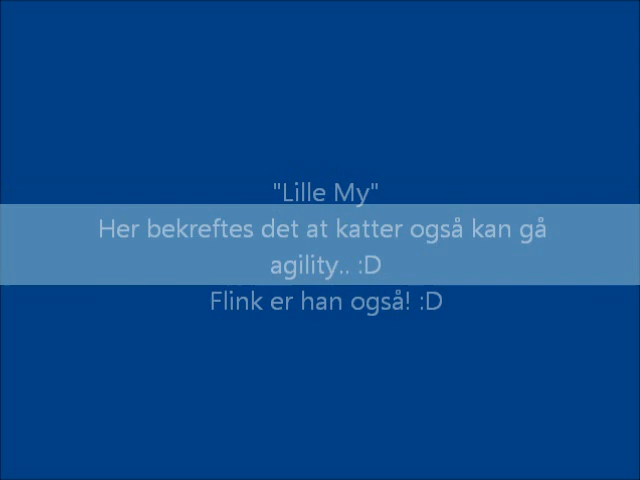 "Lille My"
Her bekreftes det at katter også kan gå
agility.. :D
Flink er han også! :D